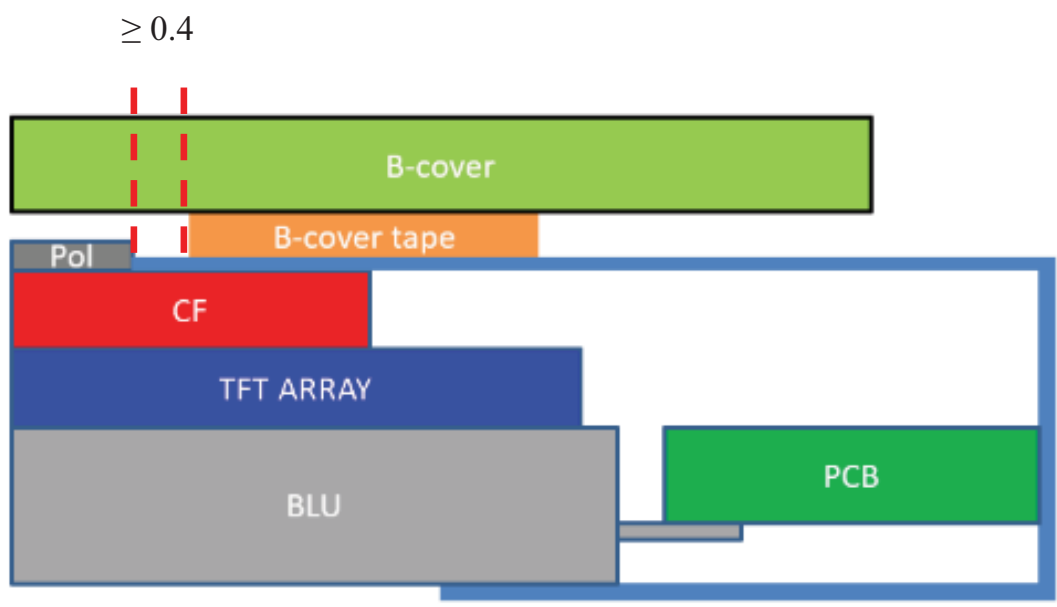 ≥ 0.4
B-cover
B-cover tape
Pol
CF
TFT ARRAY
PCB
BLU